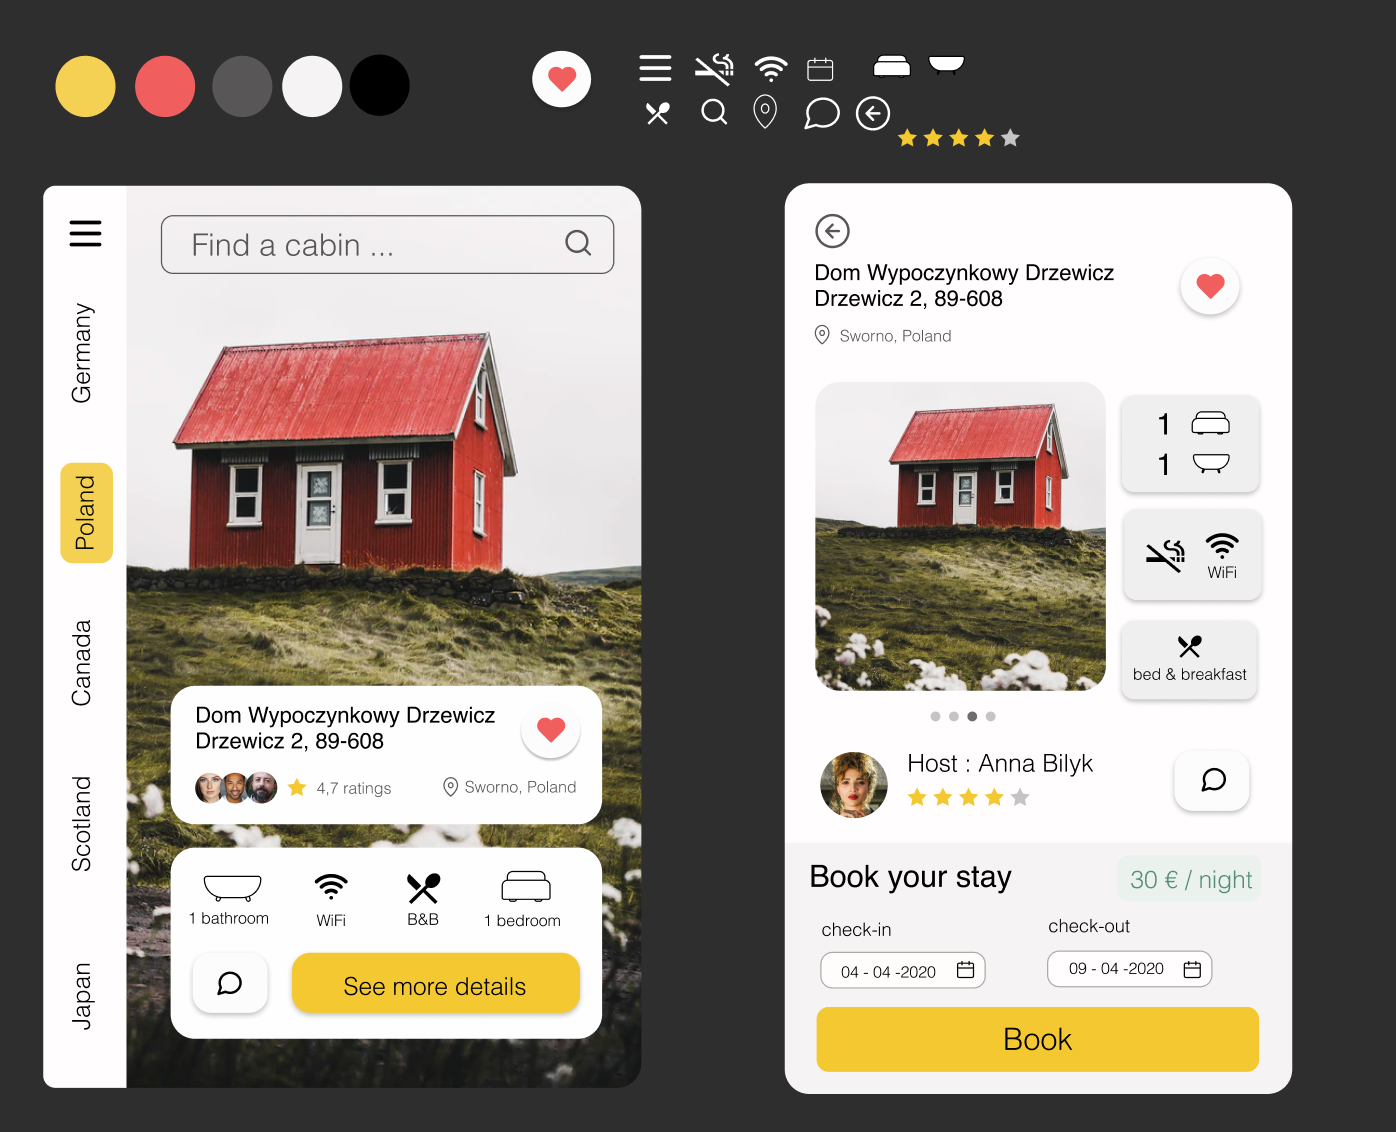 Find a cabin ...
Germany
Poland
Canada
Scotland
Japan
Dom Wypoczynkowy Drzewicz
Drzewicz 2, 89-608
4,7 ratings
Sworno, Poland
1 bathroom
WiFi
B&B
1 bedroom
See more details
Dom Wypoczynkowy Drzewicz
Drzewicz 2, 89-608
Sworno, Poland
1
1
WiFi
bed & breakfast
Host : Anna Bilyk
Book your stay
30 € / night
check-in
check-out
04 - 04 -2020
09 - 04 -2020
Book